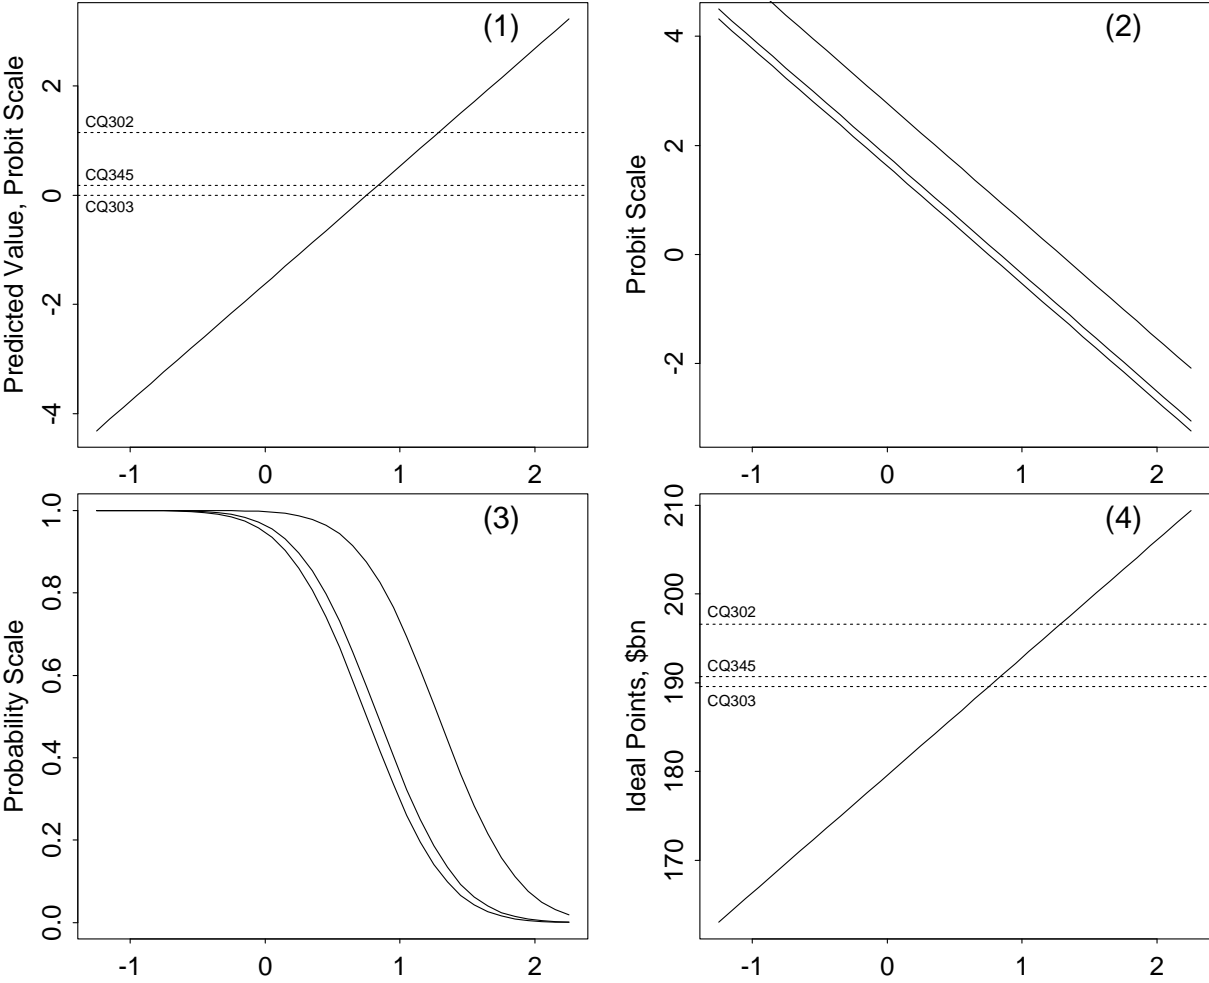 (1)
Predicted Value, Probit Scale
2
0
-2
-4
CQ302
CQ345
CQ303
-1 0 1 2
(2)
Probit Scale
4
2
0
-2
-1 0 1 2
(3)
Probability Scale
1.0
0.8
0.6
0.4
0.2
0.0
-1 0 1 2
(4)
Ideal Points, $bn
210
200
190
180
170
CQ302
CQ345
CQ303
-1 0 1 2